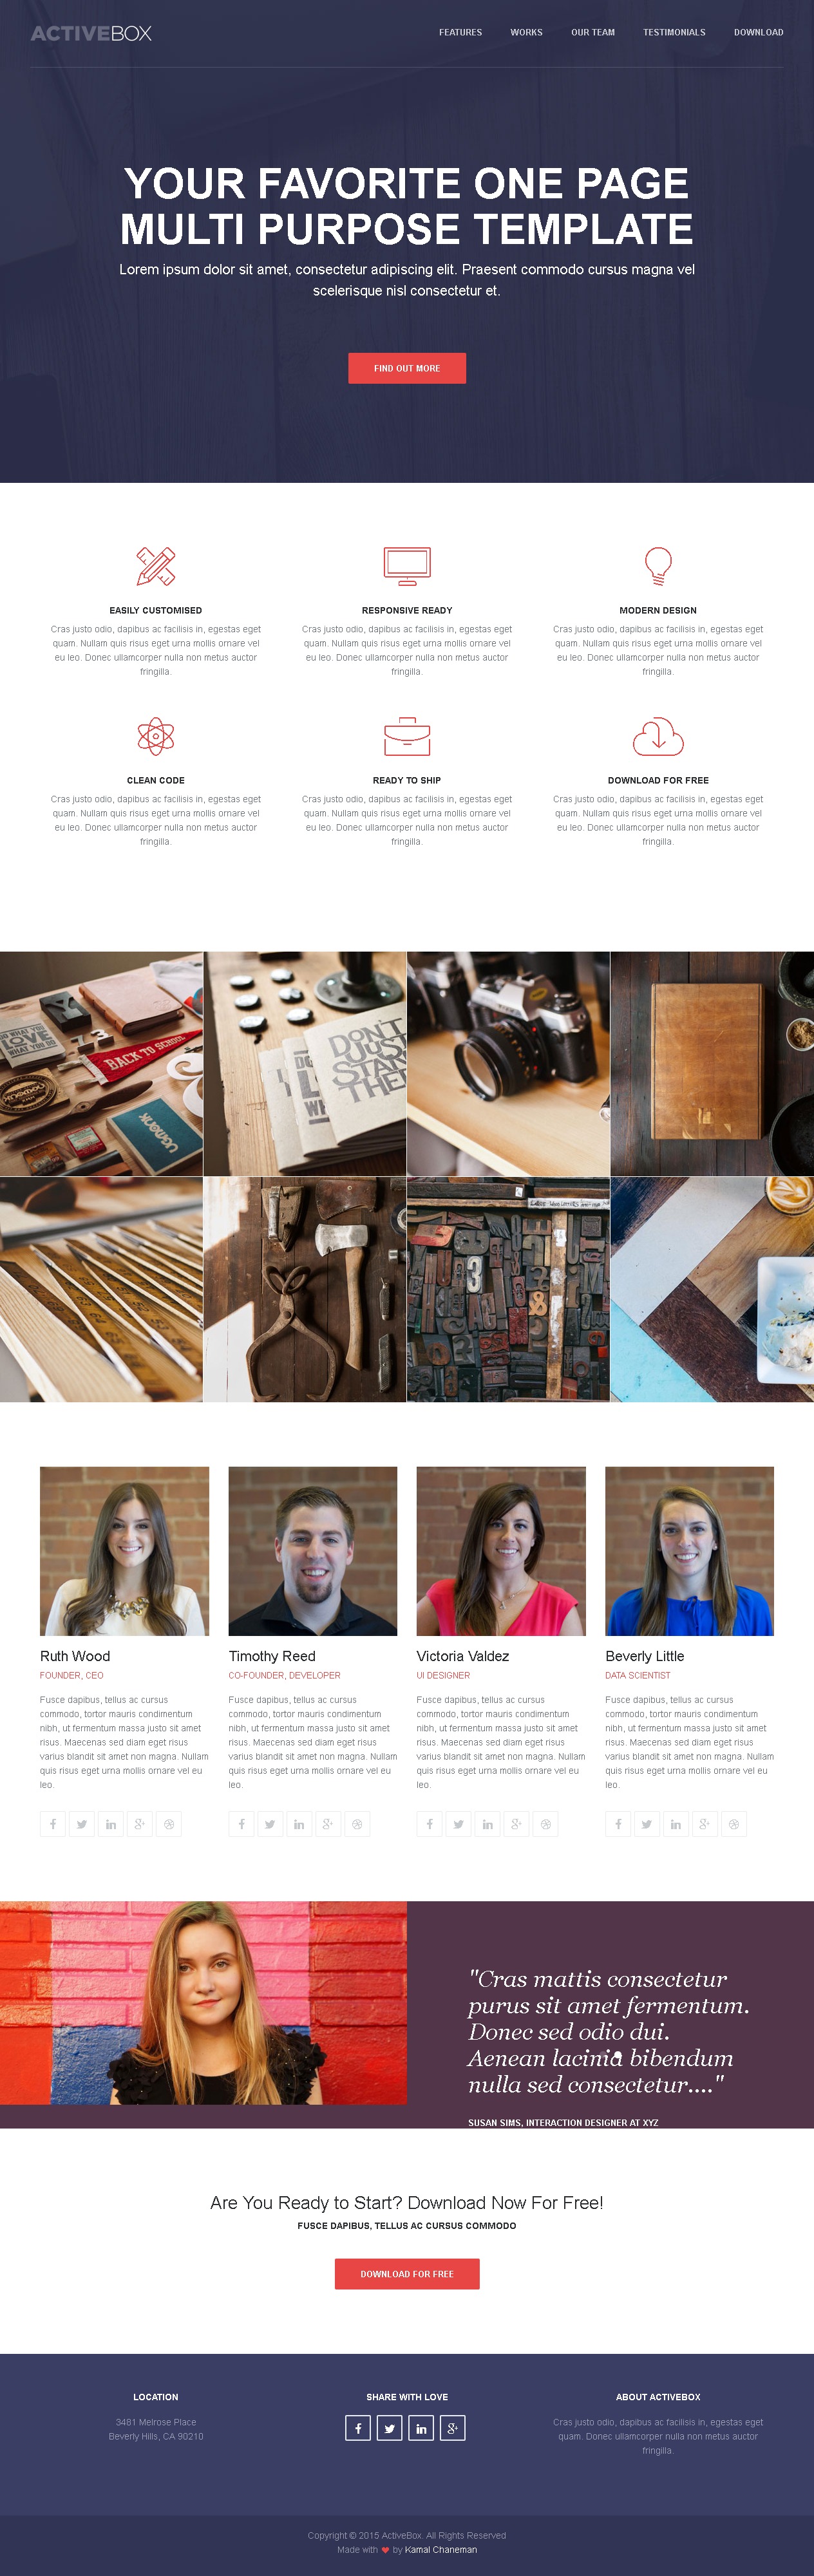 ACTIVEBOX
FEATURES WORKS OUR TEAM TESTIMONIALS DOWNLOAD
YOUR FAVORITE ONE PAGE
MULTI PURPOSE TEMPLATE
Lorem ipsum dolor sit amet, consectetur adipiscing elit. Praesent commodo cursus magna vel
scelerisque nisl consectetur et.
FIND OUT MORE
EASILY CUSTOMISED
Cras justo odio, dapibus ac facilisis in, egestas eget
quam. Nullam quis risus eget urna mollis ornare vel
eu leo. Donec ullamcorper nulla non metus auctor
fringilla.
RESPONSIVE READY
Cras justo odio, dapibus ac facilisis in, egestas eget
quam. Nullam quis risus eget urna mollis ornare vel
eu leo. Donec ullamcorper nulla non metus auctor
fringilla.
MODERN DESIGN
Cras justo odio, dapibus ac facilisis in, egestas eget
quam. Nullam quis risus eget urna mollis ornare vel
eu leo. Donec ullamcorper nulla non metus auctor
fringilla.
CLEAN CODE
Cras justo odio, dapibus ac facilisis in, egestas eget
quam. Nullam quis risus eget urna mollis ornare vel
eu leo. Donec ullamcorper nulla non metus auctor
fringilla.
READY TO SHIP
Cras justo odio, dapibus ac facilisis in, egestas eget
quam. Nullam quis risus eget urna mollis ornare vel
eu leo. Donec ullamcorper nulla non metus auctor
fringilla.
DOWNLOAD FOR FREE
Cras justo odio, dapibus ac facilisis in, egestas eget
quam. Nullam quis risus eget urna mollis ornare vel
eu leo. Donec ullamcorper nulla non metus auctor
fringilla.
WHAT YOU
LOVE
WHAT YOU DO
BACK TO SCHOOL
DON'T
JUST
STAN
THE
Ruth Wood
FOUNDER, CEO
Fusce dapibus, tellus ac cursus
commodo, tortor mauris condimentum
nibh, ut fermentum massa justo sit amet
risus. Maecenas sed diam eget risus
varius blandit sit amet non magna. Nullam
quis risus eget urna mollis ornare vel eu
leo.
Timothy Reed
CO-FOUNDER, DEVELOPER
Fusce dapibus, tellus ac cursus
commodo, tortor mauris condimentum
nibh, ut fermentum massa justo sit amet
risus. Maecenas sed diam eget risus
varius blandit sit amet non magna. Nullam
quis risus eget urna mollis ornare vel eu
leo.
Victoria Valdez
UI DESIGNER
Fusce dapibus, tellus ac cursus
commodo, tortor mauris condimentum
nibh, ut fermentum massa justo sit amet
risus. Maecenas sed diam eget risus
varius blandit sit amet non magna. Nullam
quis risus eget urna mollis ornare vel eu
leo.
Beverly Little
DATA SCIENTIST
Fusce dapibus, tellus ac cursus
commodo, tortor mauris condimentum
nibh, ut fermentum massa justo sit amet
risus. Maecenas sed diam eget risus
varius blandit sit amet non magna. Nullam
quis risus eget urna mollis ornare vel eu
leo.
"Cras mattis consectetur
purus sit amet fermentum.
Donec sed odio dui.
Aenean lacinia bibendum
nulla sed consectetur...."
SUSAN SIMS, INTERACTION DESIGNER AT XYZ
Are You Ready to Start? Download Now For Free!
FUSCE DAPIBUS, TELLUS AC CURSUS COMMODO
DOWNLOAD FOR FREE
LOCATION
3481 Melrose Place
Beverly Hills, CA 90210
SHARE WITH LOVE
ABOUT ACTIVEBOX
Cras justo odio, dapibus ac facilisis in, egestas eget
quam. Donec ullamcorper nulla non metus auctor
fringilla.
Copyright © 2015 ActiveBox. All Rights Reserved
Made with ♥ by Kamal Chaneman